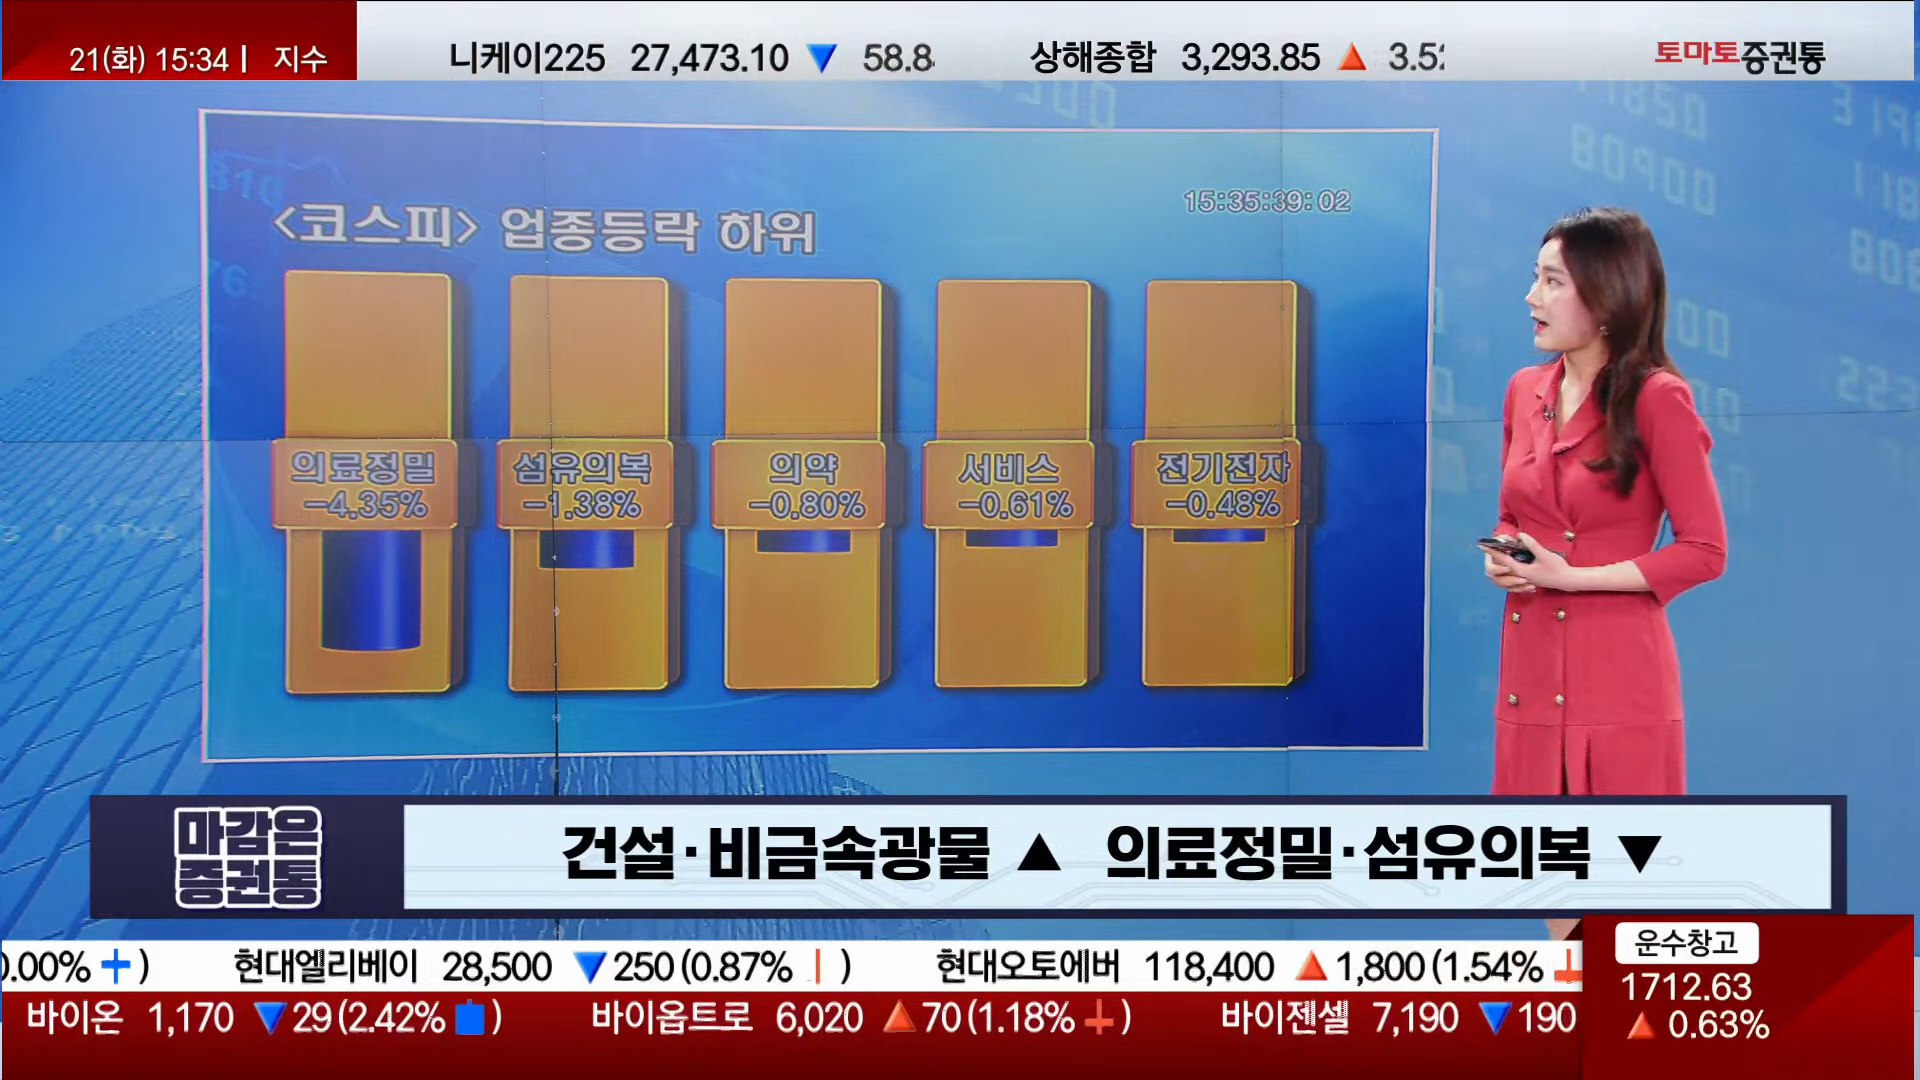 21(화) 15:34 | 지수
니케이225 27,473.10 ▼ 58.8
상해종합 3,293.85 ▲ 3.52
토마토증권통
15:35:39:02
<코스피> 업종등락 하위
의료정밀
-4.35%
섬유의복
-1.38%
의약
-0.80%
서비스
-0.61%
전기전자
-0.48%
마감은
증권통
건설·비금속광물 ▲ 의료정밀·섬유의복 ▼
0.00% + ) 현대엘리베이 28,500 ▼250(0.87% ) 현대오토에버 118,400 ▲1,800(1.54%
바이온 1,170 ▼29(2.42% ) 바이옵트로 6,020 ▲70(1.18% ) 바이젠셀 7,190 ▼190
운수창고
1712.63
▲ 0.63%
11820
80900